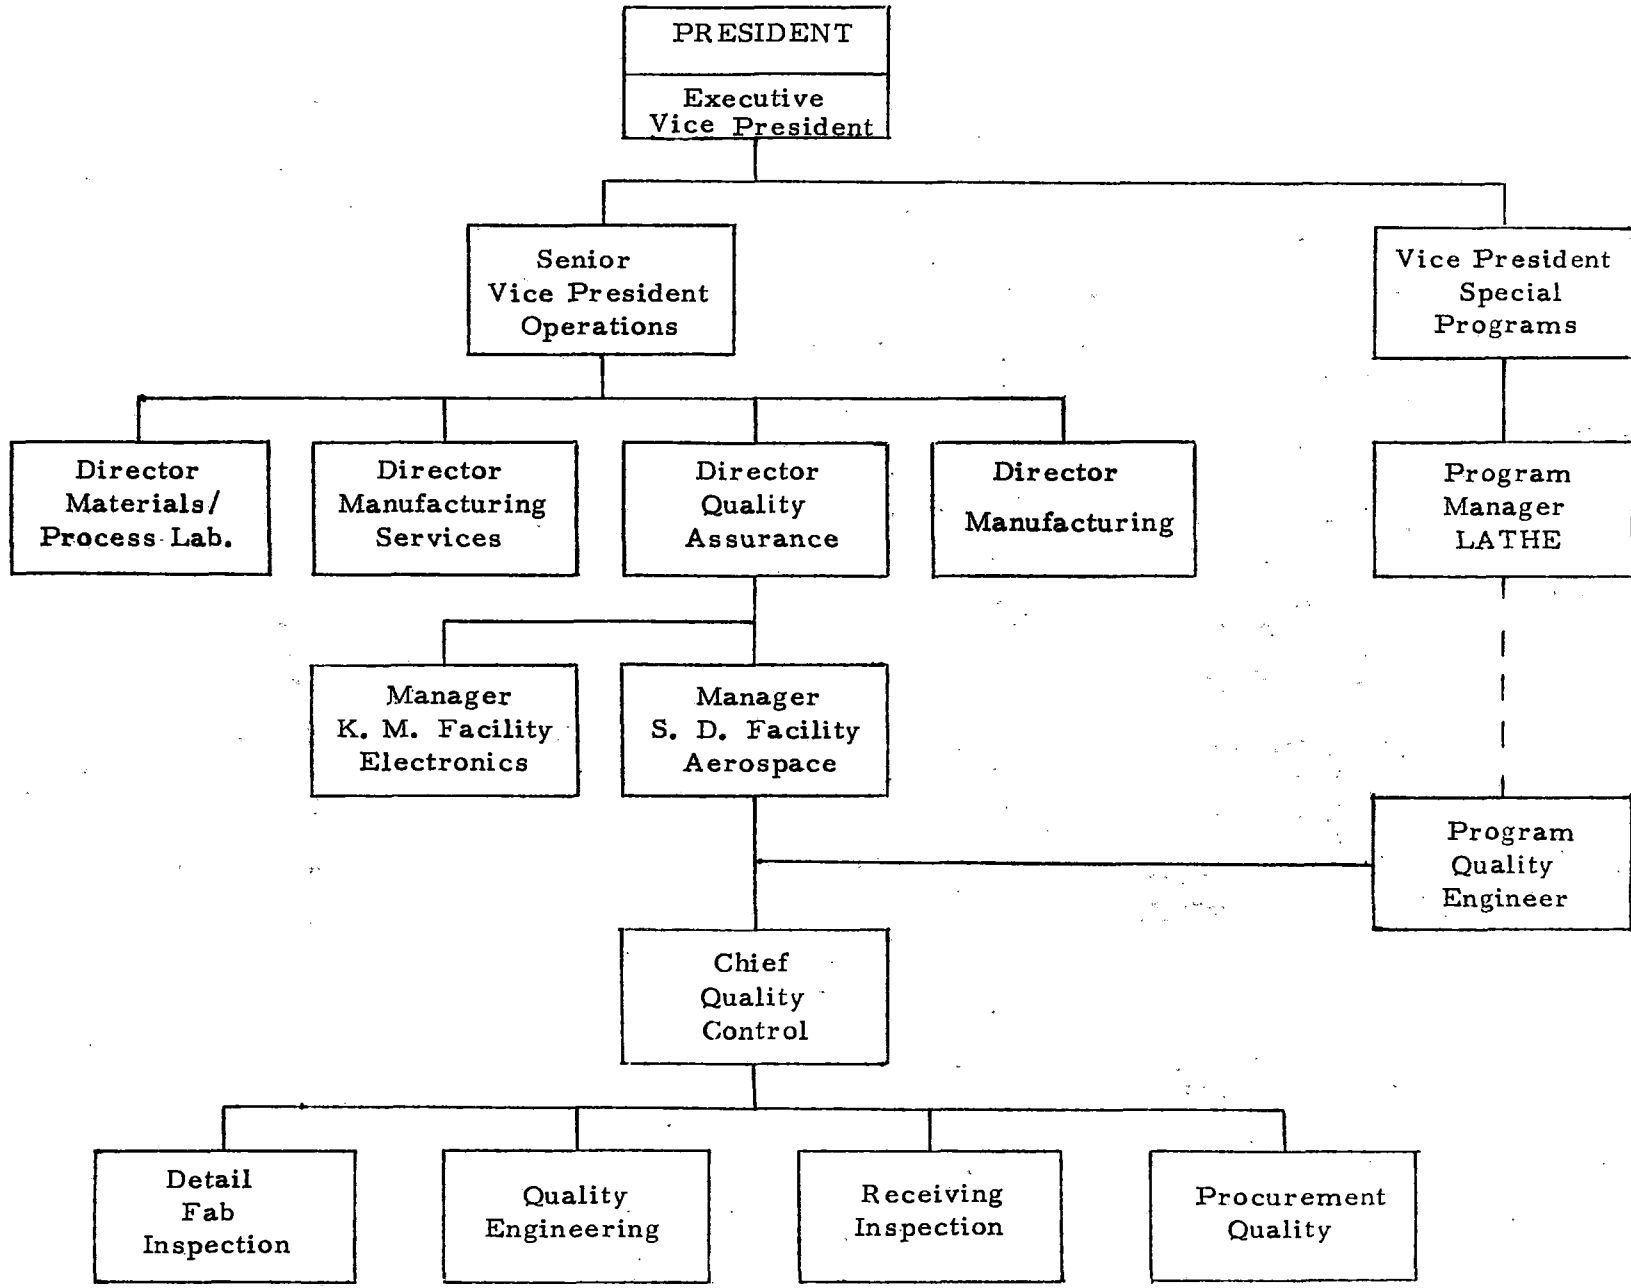 PRESIDENT
Executive
Vice President
Senior
Vice President
Operations
Vice President
Special
Programs
Director
Materials/
Process Lab.
Director
Manufacturing
Services
Director
Quality
Assurance
Director
Manufacturing
Program
Manager
LATHE
Manager
K. M. Facility
Electronics
Manager
S. D. Facility
Aerospace
Program
Quality
Engineer
Chief
Quality
Control
Detail
Fab
Inspection
Quality
Engineering
Receiving
Inspection
Procurement
Quality